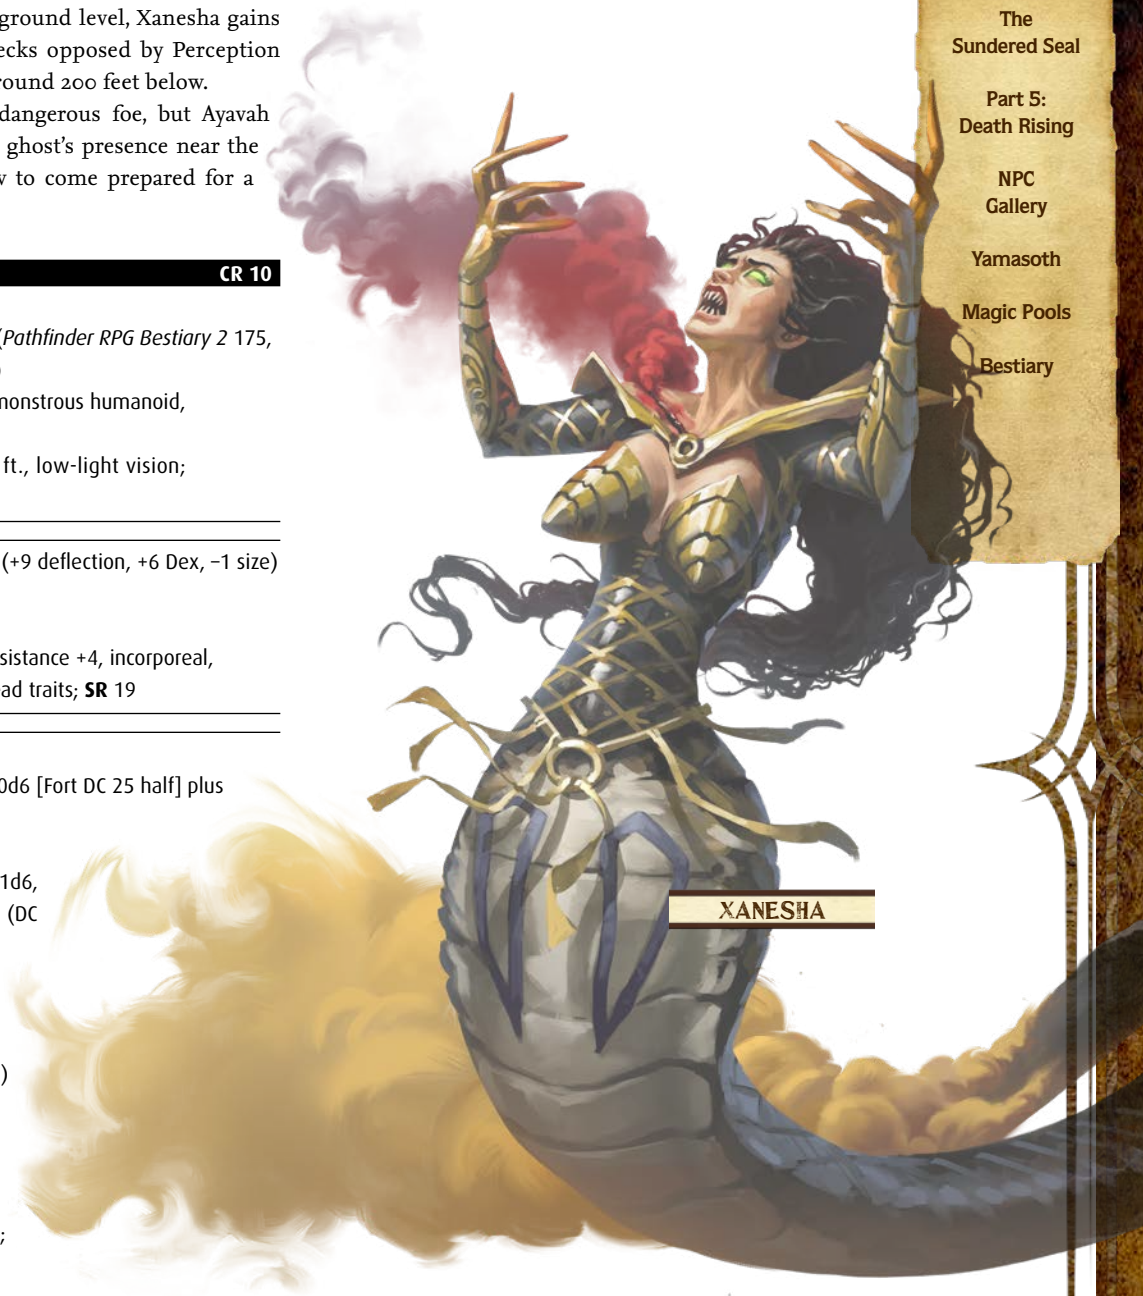 ground level, Xanesha gains
ecks opposed by Perception
round 200 feet below.
dangerous foe, but Ayavah
ghost's presence near the
to come prepared for a
CR 10
(Pathfinder RPG Bestiary 2 175,
)
monstrous humanoid,
ft., low-light vision;
(+9 deflection, +6 Dex, –1 size)
sistance +4, incorporeal,
ead traits; SR 19
0d6 [Fort DC 25 half] plus
1d6,
(DC
)
;
The
Sundered Seal
Part 5:
Death Rising
NPC
Gallery
Yamasoth
Magic Pools
Bestiary
XANESHA